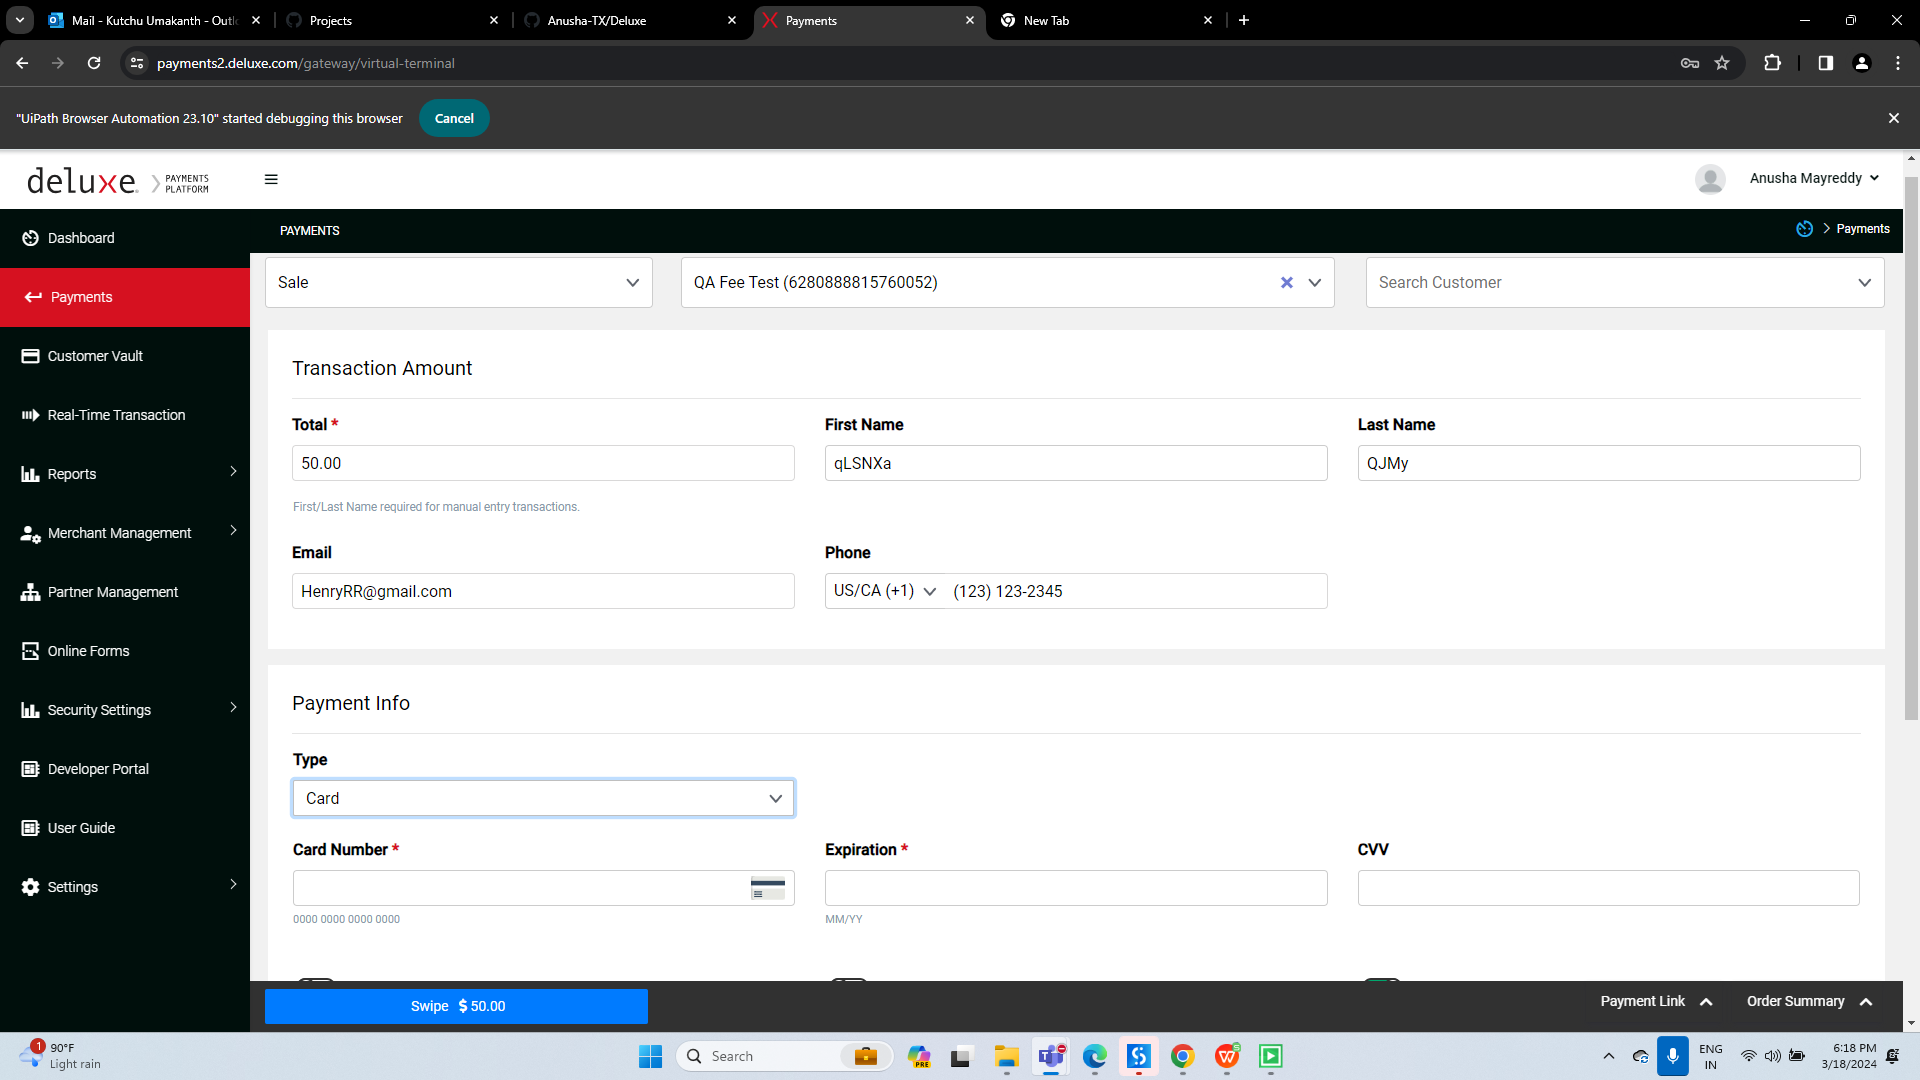 Mail - Kutchu Umakanth - Outlo
Projects
Anusha-TX/Deluxe
Payments
New Tab
payments2.deluxe.com/gateway/virtual-terminal
"UiPath Browser Automation 23.10" started debugging this browser
Cancel
deluxe.
PAYMENTS
PLATFORM
Anusha Mayreddy
Dashboard
PAYMENTS
Payments
Payments
Sale
QA Fee Test (6280888815760052)
Search Customer
Customer Vault
Real-Time Transaction
Reports
Merchant Management
Partner Management
Online Forms
Security Settings
Developer Portal
User Guide
Settings
Transaction Amount
Total *
First Name
Last Name
50.00
qLSNXa
QJMy
First/Last Name required for manual entry transactions.
Email
Phone
HenryRR@gmail.com
US/CA (+1)
(123) 123-2345
Payment Info
Type
Card
Card Number *
Expiration *
CVV
0000 0000 0000 0000
MM/YY
Swipe $ 50.00
Payment Link
Order Summary
1
90°F
Light rain
Search
PRE
ENG
IN
6:18 PM
3/18/2024